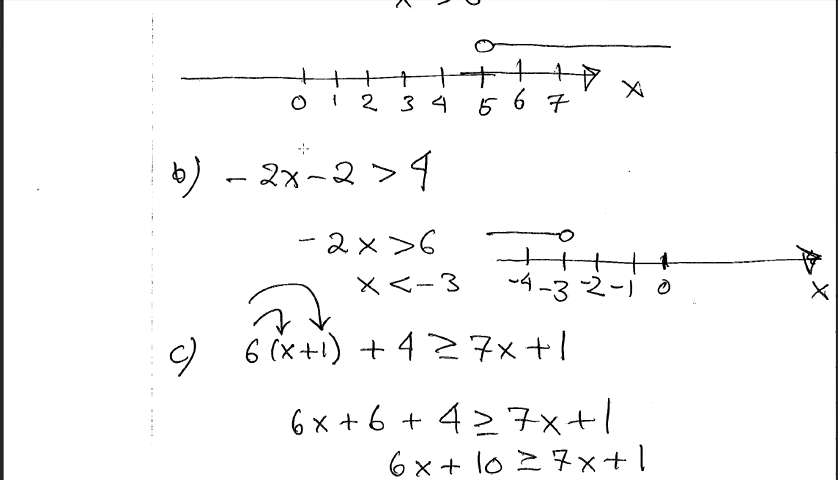 0 1 2 3 4 5 6 7 x
b) -2x-2>4
-2x>6
x<-3
-4 -3 -2 -1 0 x
c) 6(x+1) + 4 ≥ 7x+1
6x+6 + 4 ≥ 7x+1
6x+10 ≥ 7x+1